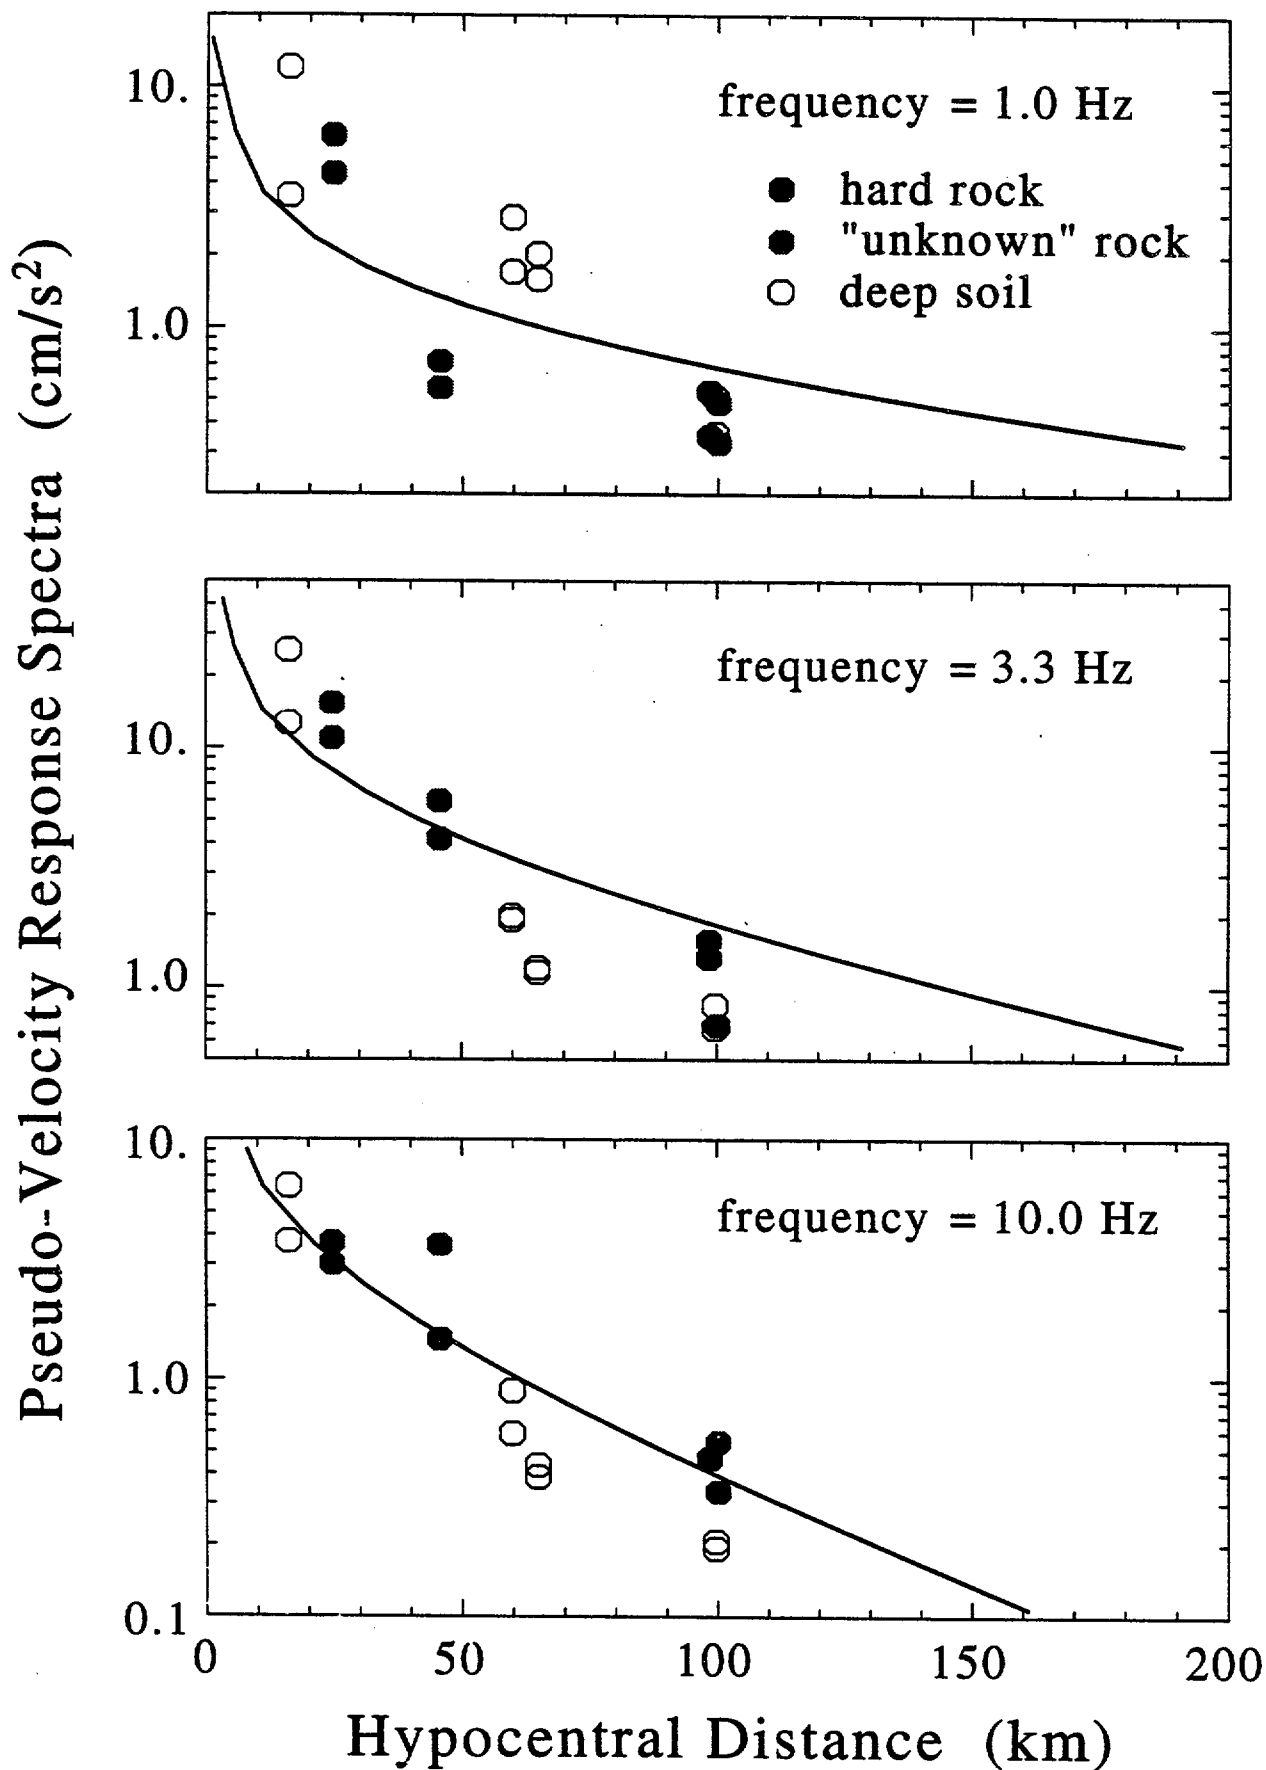 Pseudo-Velocity Response Spectra (cm/s²)
10.
1.0
frequency = 1.0 Hz
hard rock
"unknown" rock
deep soil
10.
1.0
frequency = 3.3 Hz
10.
1.0
0.1
frequency = 10.0 Hz
0 50 100 150 200
Hypocentral Distance (km)